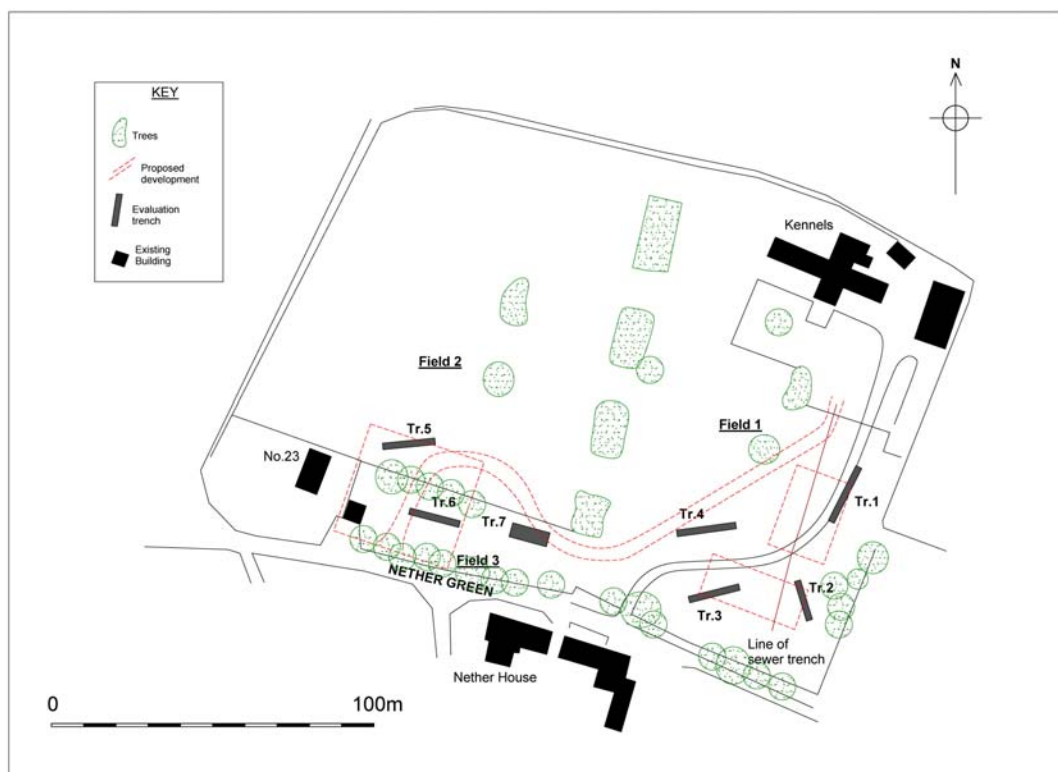 N
KEY
Trees
Proposed
development
Evaluation
trench
Existing
Building
Kennels
Field 2
Field 1
Tr.5
No.23
Tr.6
Tr.7
Tr.4
Tr.1
Field 3
NETHER GREEN
Tr.3
Tr.2
Line of
sewer trench
Nether House
0 100m